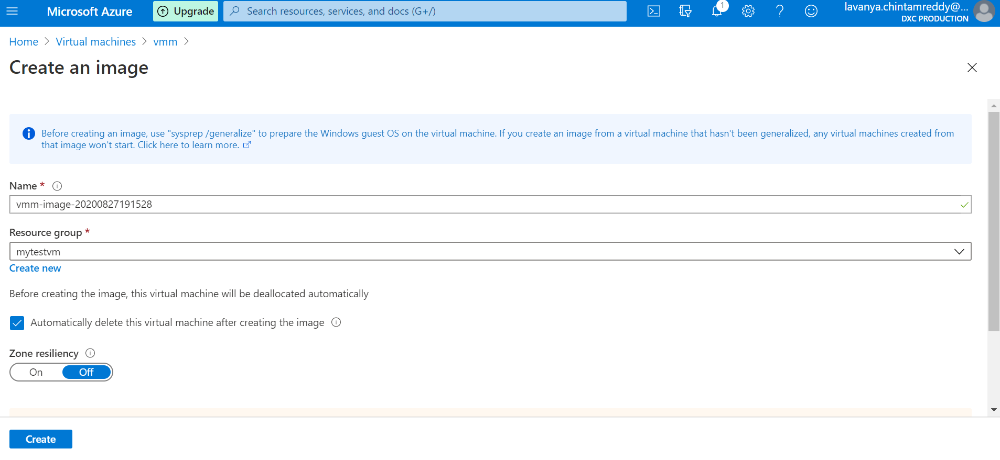 Microsoft Azure
Upgrade
Search resources, services, and docs (G+/)
1
lavanya.chintamreddy@...
DXC PRODUCTION
Home > Virtual machines > vmm >
Create an image
Before creating an image, use "sysprep /generalize" to prepare the Windows guest OS on the virtual machine. If you create an image from a virtual machine that hasn't been generalized, any virtual machines created from
that image won't start. Click here to learn more.
Name *
vmm-image-20200827191528
Resource group *
mytestvm
Create new
Before creating the image, this virtual machine will be deallocated automatically
Automatically delete this virtual machine after creating the image
Zone resiliency
On Off
Create